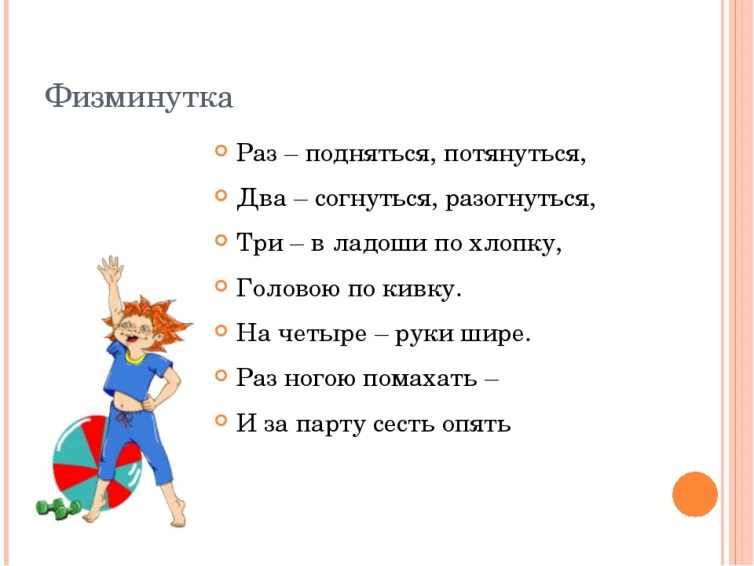 Физминутка
Раз – подняться, потянуться,
Два – согнуться, разогнуться,
Три – в ладоши по хлопку,
Головою по кивку.
На четыре – руки шире.
Раз ногою помахать –
И за парту сесть опять